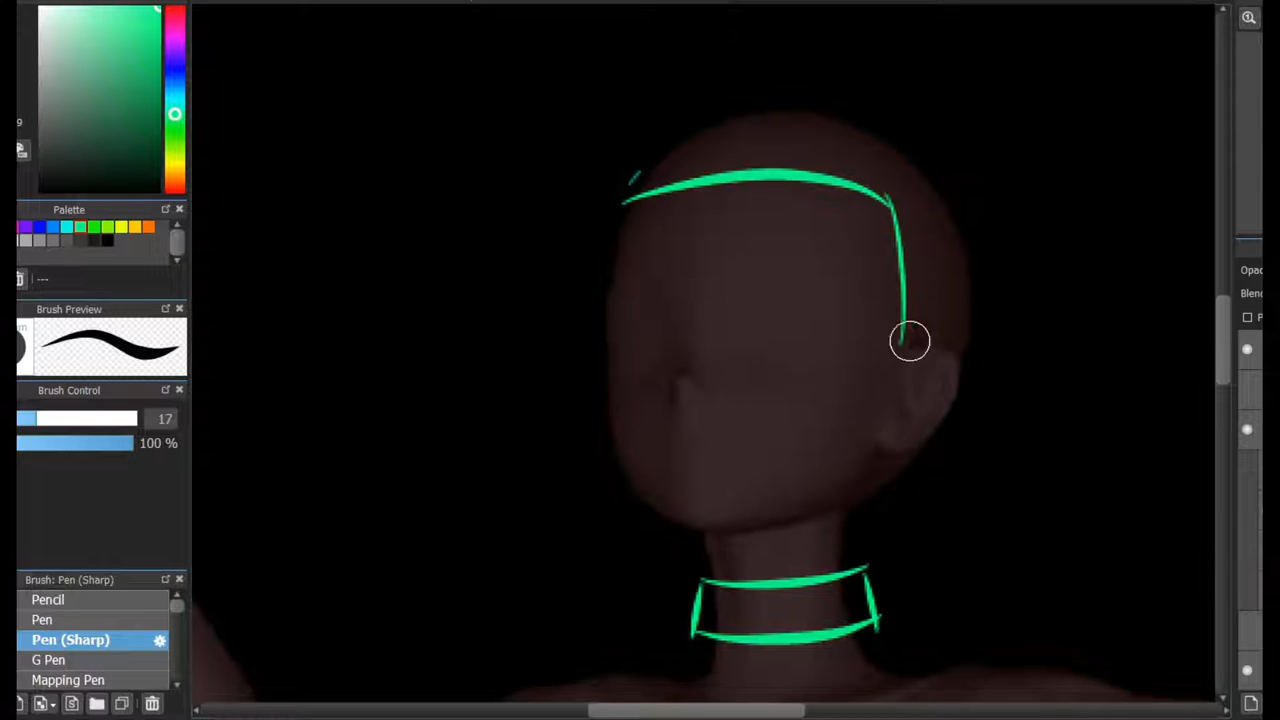 9
Palette
---
Brush Preview
Brush Control
17
100 %
Brush: Pen (Sharp)
Pencil
Pen
Pen (Sharp)
G Pen
Mapping Pen
Opac
Blen
P